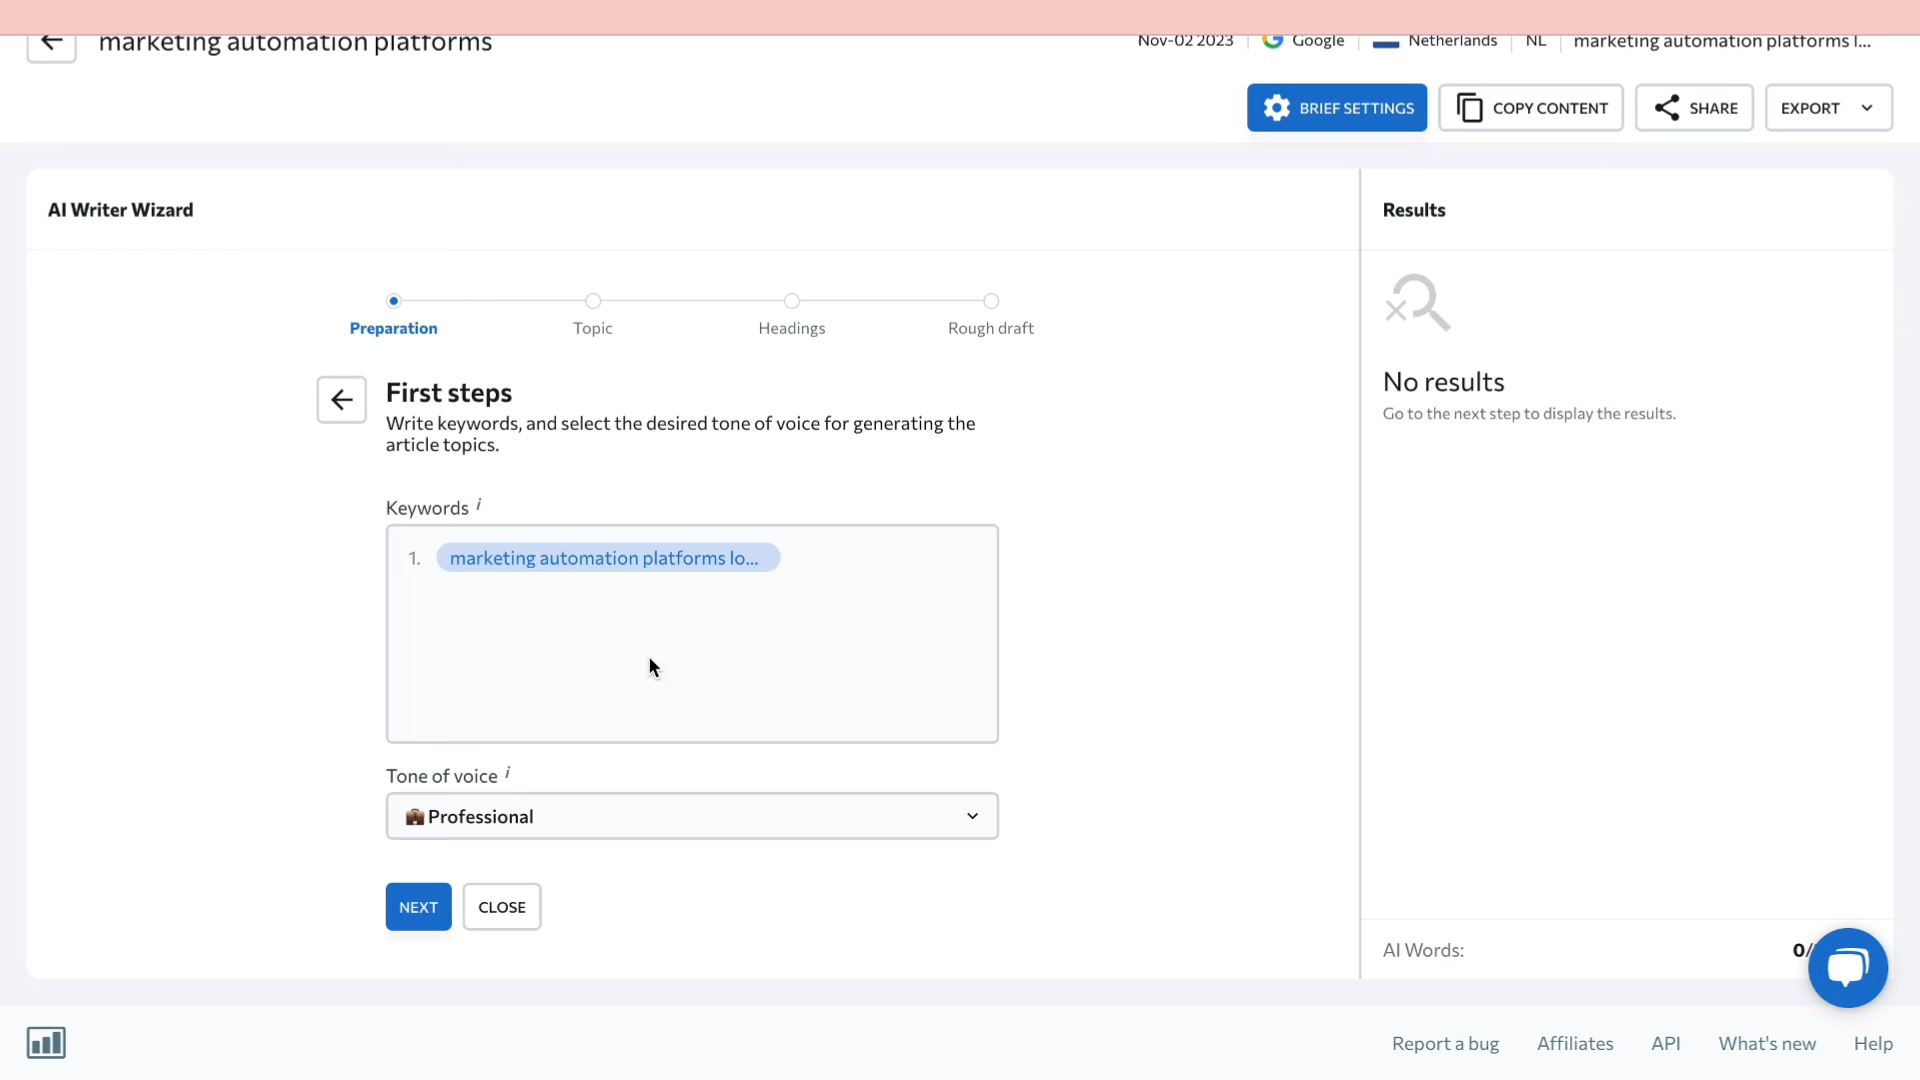 marketing automation platforms
Nov-02 2023 Google Netherlands NL marketing automation platforms l...
BRIEF SETTINGS COPY CONTENT SHARE EXPORT
AI Writer Wizard
Results
Preparation Topic Headings Rough draft
First steps
Write keywords, and select the desired tone of voice for generating the
article topics.
No results
Go to the next step to display the results.
Keywords i
1. marketing automation platforms lo...
Tone of voice i
Professional
NEXT CLOSE
AI Words: 0/
Report a bug Affiliates API What's new Help